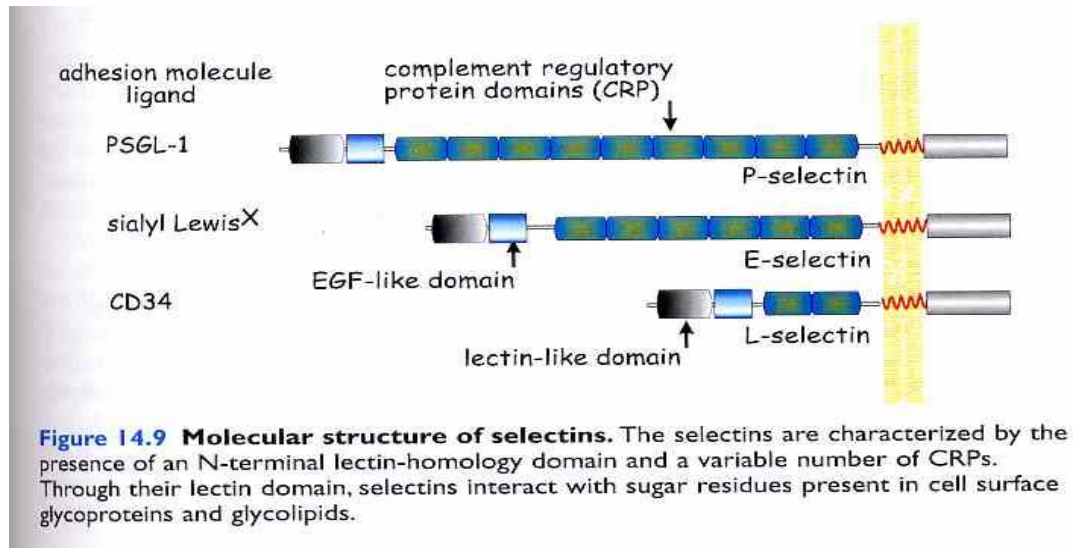 adhesion molecule
ligand
complement regulatory
protein domains (CRP)
PSGL-1
P-selectin
sialyl Lewisˣ
E-selectin
EGF-like domain
CD34
L-selectin
lectin-like domain
Figure 14.9 Molecular structure of selectins. The selectins are characterized by the
presence of an N-terminal lectin-homology domain and a variable number of CRPs.
Through their lectin domain, selectins interact with sugar residues present in cell surface
glycoproteins and glycolipids.